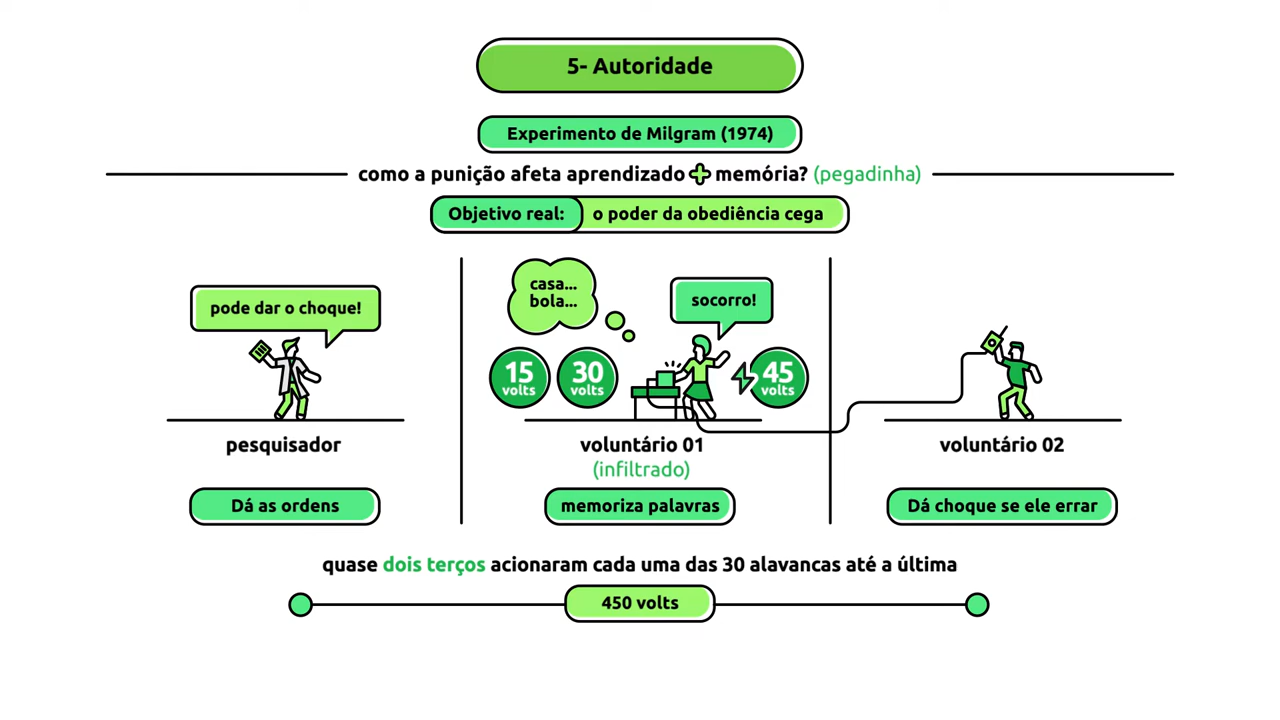 5- Autoridade
Experimento de Milgram (1974)
como a punição afeta aprendizado + memória? (pegadinha)
Objetivo real: o poder da obediência cega
pode dar o choque!
pesquisador
Dá as ordens
casa...
bola...
socorro!
15
volts
30
volts
45
volts
voluntário 01
(infiltrado)
memoriza palavras
voluntário 02
Dá choque se ele errar
quase dois terços acionaram cada uma das 30 alavancas até a última
450 volts